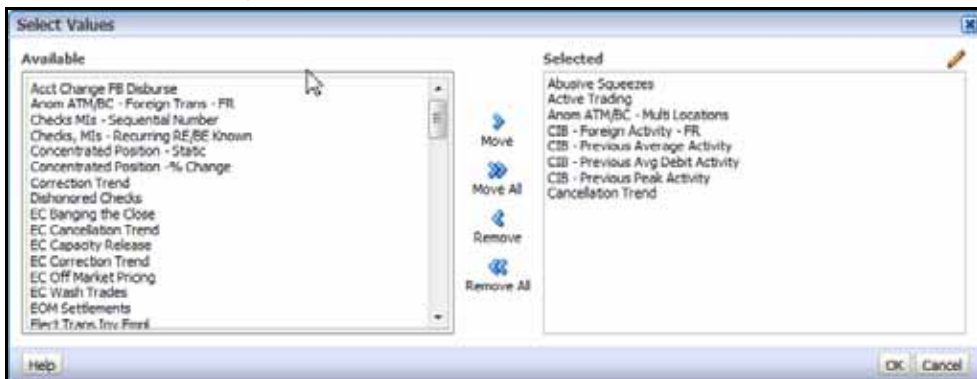 Select Values
Available
Acct Change FB Disburse
Anom ATM/BC - Foreign Trans - FR
Checks MIs - Sequential Number
Checks, MIs - Recurring RE/BE Known
Concentrated Position - Static
Concentrated Position -% Change
Correction Trend
Dishonored Checks
EC Banging the Close
EC Cancellation Trend
EC Capacity Release
EC Correction Trend
EC Off Market Pricing
EC Wash Trades
EOM Settlements
Elect Trans Inv Empl
Move
Move All
Remove
Remove All
Selected
Abusive Squeezes
Active Trading
Anom ATM/BC - Multi Locations
CIB - Foreign Activity - FR
CIB - Previous Average Activity
CIB - Previous Avg Debit Activity
CIB - Previous Peak Activity
Cancellation Trend
Help
OK
Cancel